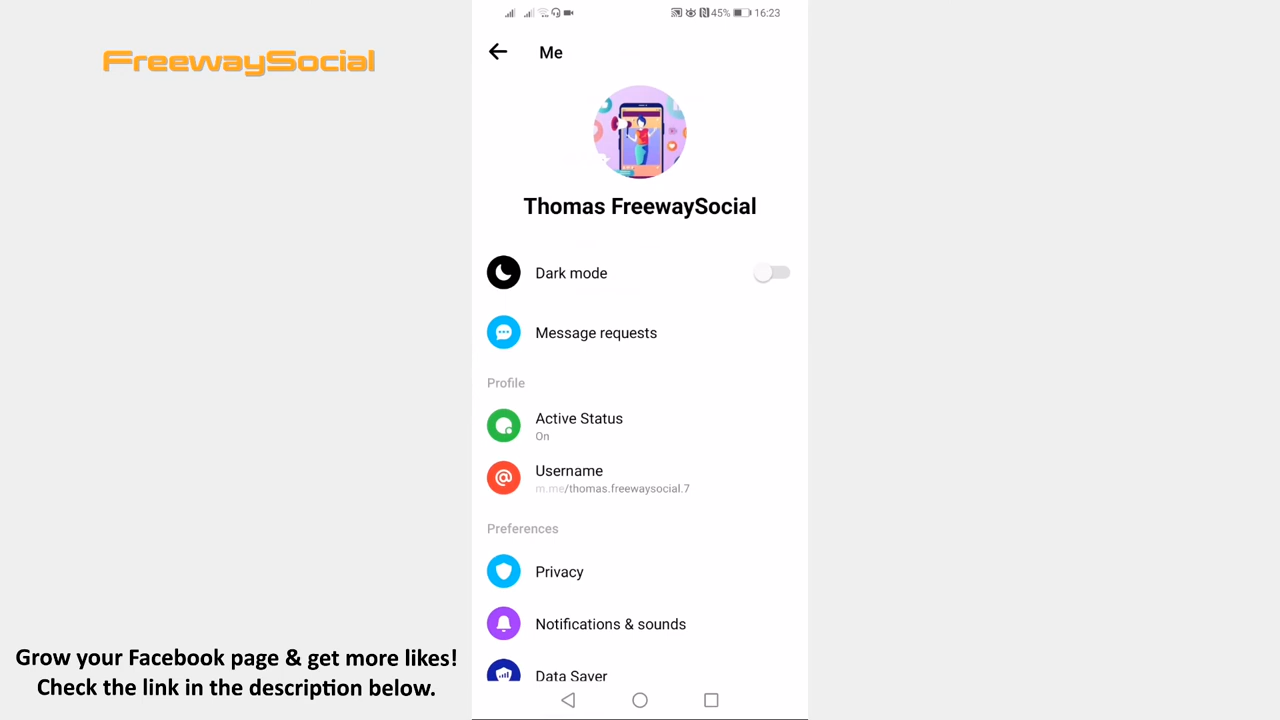 FreewaySocial
45% 16:23
Me
Thomas FreewaySocial
Dark mode
Message requests
Profile
Active Status
On
Username
m.me/thomas.freewaysocial.7
Preferences
Privacy
Notifications & sounds
Data Saver
Grow your Facebook page & get more likes!
Check the link in the description below.